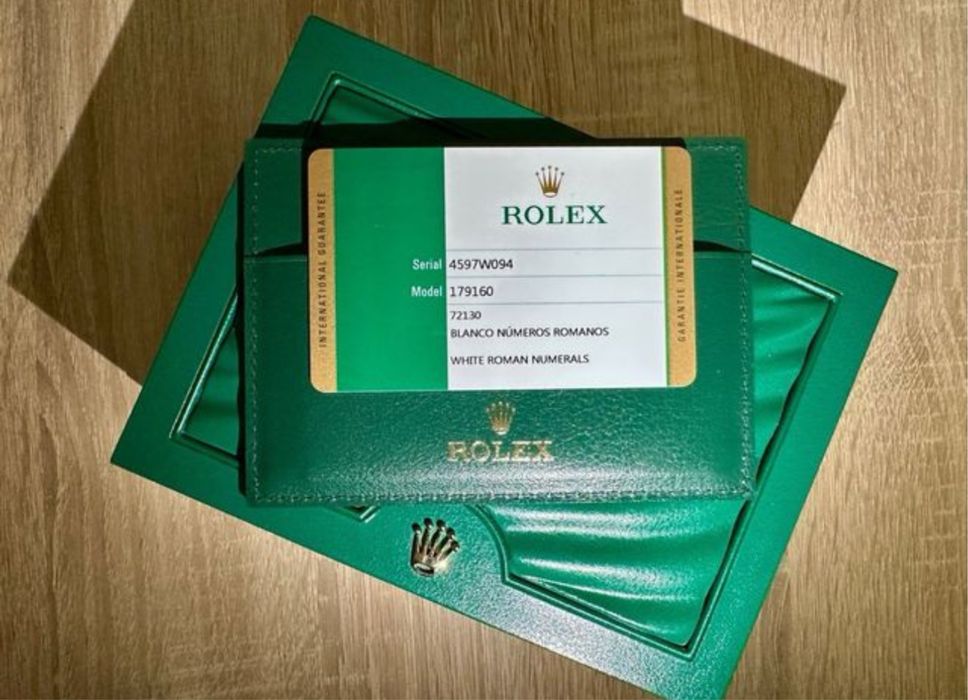 ROLEX
INTERNATIONAL GUARANTEE
Serial 4597W094
Model 179160
72130
BLANCO NÚMEROS ROMANOS
WHITE ROMAN NUMERALS
GARANTIE INTERNATIONALE
ROLEX